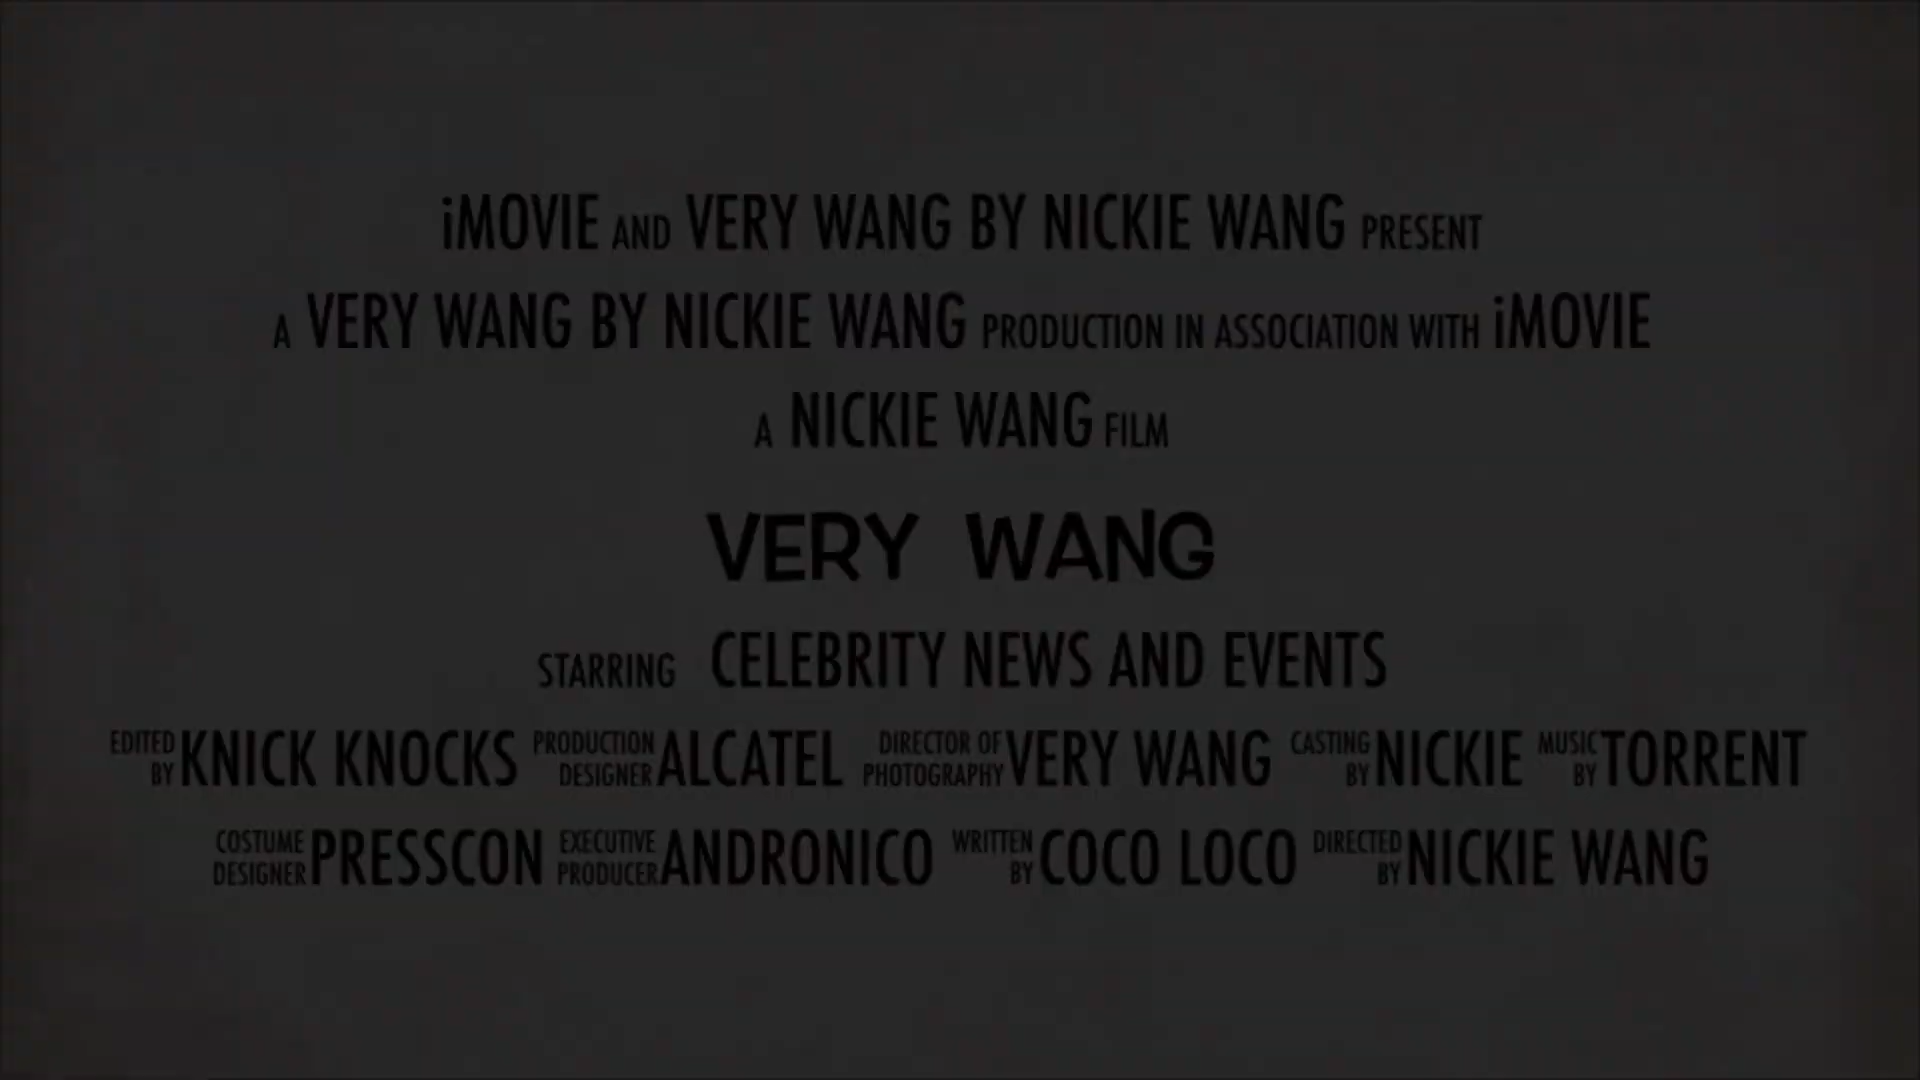 iMOVIE AND VERY WANG BY NICKIE WANG PRESENT
A VERY WANG BY NICKIE WANG PRODUCTION IN ASSOCIATION WITH iMOVIE
A NICKIE WANG FILM
VERY WANG
STARRING CELEBRITY NEWS AND EVENTS
EDITED BY KNICK KNOCKS PRODUCTION DESIGNER ALCATEL DIRECTOR OF PHOTOGRAPHY VERY WANG CASTING BY NICKIE MUSIC BY TORRENT
COSTUME DESIGNER PRESSCON EXECUTIVE PRODUCER ANDRONICO WRITTEN BY COCO LOCO DIRECTED BY NICKIE WANG